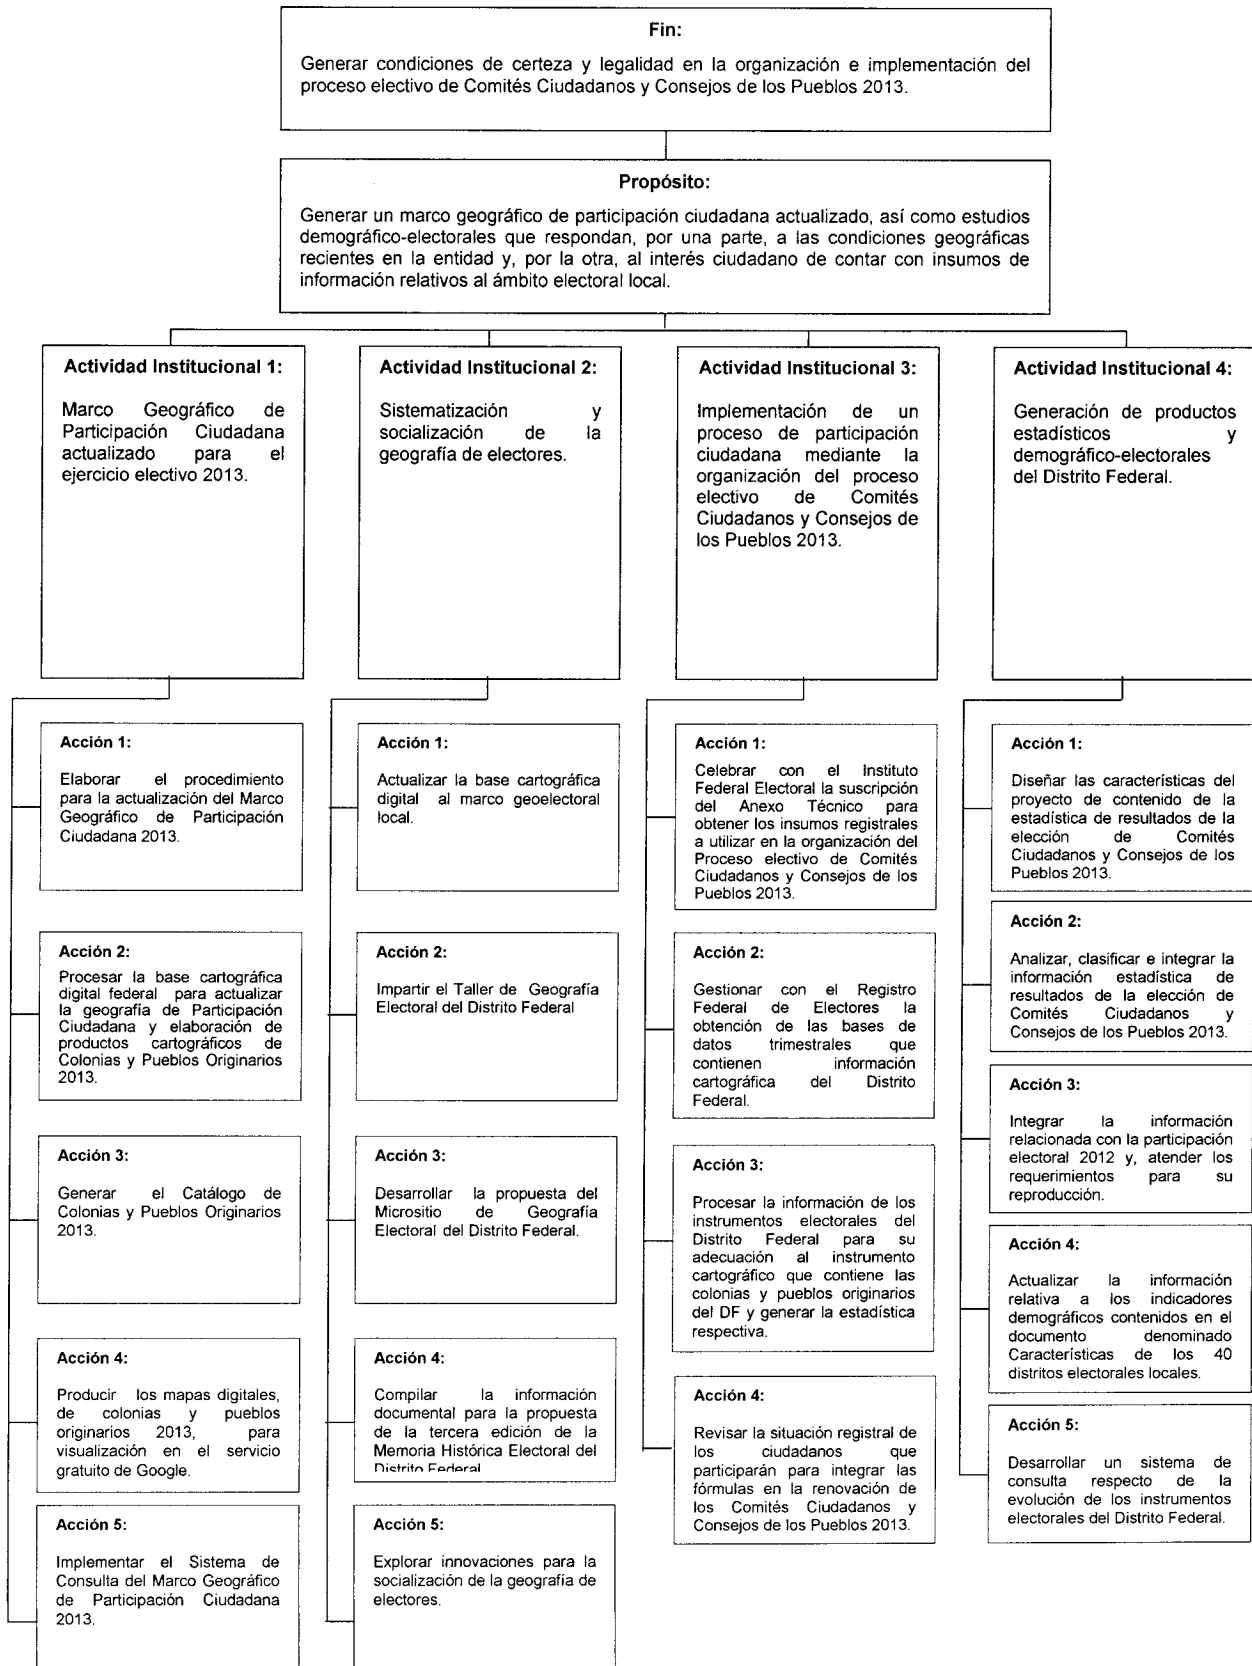 Fin:
Generar condiciones de certeza y legalidad en la organización e implementación del
proceso electivo de Comités Ciudadanos y Consejos de los Pueblos 2013.
Propósito:
Generar un marco geográfico de participación ciudadana actualizado, así como estudios
demográfico-electorales que respondan, por una parte, a las condiciones geográficas
recientes en la entidad y, por la otra, al interés ciudadano de contar con insumos de
información relativos al ámbito electoral local.
Actividad Institucional 1:
Marco Geográfico de
Participación Ciudadana
actualizado para el
ejercicio electivo 2013.
Actividad Institucional 2:
Sistematización y
socialización de la
geografía de electores.
Actividad Institucional 3:
Implementación de un
proceso de participación
ciudadana mediante la
organización del proceso
electivo de Comités
Ciudadanos y Consejos de
los Pueblos 2013.
Actividad Institucional 4:
Generación de productos
estadísticos y
demográfico-electorales
del Distrito Federal.
Acción 1:
Elaborar el procedimiento
para la actualización del Marco
Geográfico de Participación
Ciudadana 2013.
Acción 2:
Procesar la base cartográfica
digital federal para actualizar
la geografía de Participación
Ciudadana y elaboración de
productos cartográficos de
Colonias y Pueblos Originarios
2013.
Acción 3:
Generar el Catálogo de
Colonias y Pueblos Originarios
2013.
Acción 4:
Producir los mapas digitales,
de colonias y pueblos
originarios 2013, para
visualización en el servicio
gratuito de Google.
Acción 5:
Implementar el Sistema de
Consulta del Marco Geográfico
de Participación Ciudadana
2013.
Acción 1:
Actualizar la base cartográfica
digital al marco geoelectoral
local.
Acción 2:
Impartir el Taller de Geografía
Electoral del Distrito Federal
Acción 3:
Desarrollar la propuesta del
Micrositio de Geografía
Electoral del Distrito Federal.
Acción 4:
Compilar la información
documental para la propuesta
de la tercera edición de la
Memoria Histórica Electoral del
Distrito Federal
Acción 5:
Explorar innovaciones para la
socialización de la geografía de
electores.
Acción 1:
Celebrar con el Instituto
Federal Electoral la suscripción
del Anexo Técnico para
obtener los insumos registrales
a utilizar en la organización del
Proceso electivo de Comités
Ciudadanos y Consejos de los
Pueblos 2013.
Acción 2:
Gestionar con el Registro
Federal de Electores la
obtención de las bases de
datos trimestrales que
contienen información
cartográfica del Distrito
Federal.
Acción 3:
Procesar la información de los
instrumentos electorales del
Distrito Federal para su
adecuación al instrumento
cartográfico que contiene las
colonias y pueblos originarios
del DF y generar la estadística
respectiva.
Acción 4:
Revisar la situación registral de
los ciudadanos que
participarán para integrar las
fórmulas en la renovación de
los Comités Ciudadanos y
Consejos de los Pueblos 2013.
Acción 1:
Diseñar las características del
proyecto de contenido de la
estadística de resultados de la
elección de Comités
Ciudadanos y Consejos de los
Pueblos 2013.
Acción 2:
Analizar, clasificar e integrar la
información estadística de
resultados de la elección de
Comités Ciudadanos y
Consejos de los Pueblos 2013.
Acción 3:
Integrar la información
relacionada con la participación
electoral 2012 y, atender los
requerimientos para su
reproducción.
Acción 4:
Actualizar la información
relativa a los indicadores
demográficos contenidos en el
documento denominado
Características de los 40
distritos electorales locales.
Acción 5:
Desarrollar un sistema de
consulta respecto de la
evolución de los instrumentos
electorales del Distrito Federal.